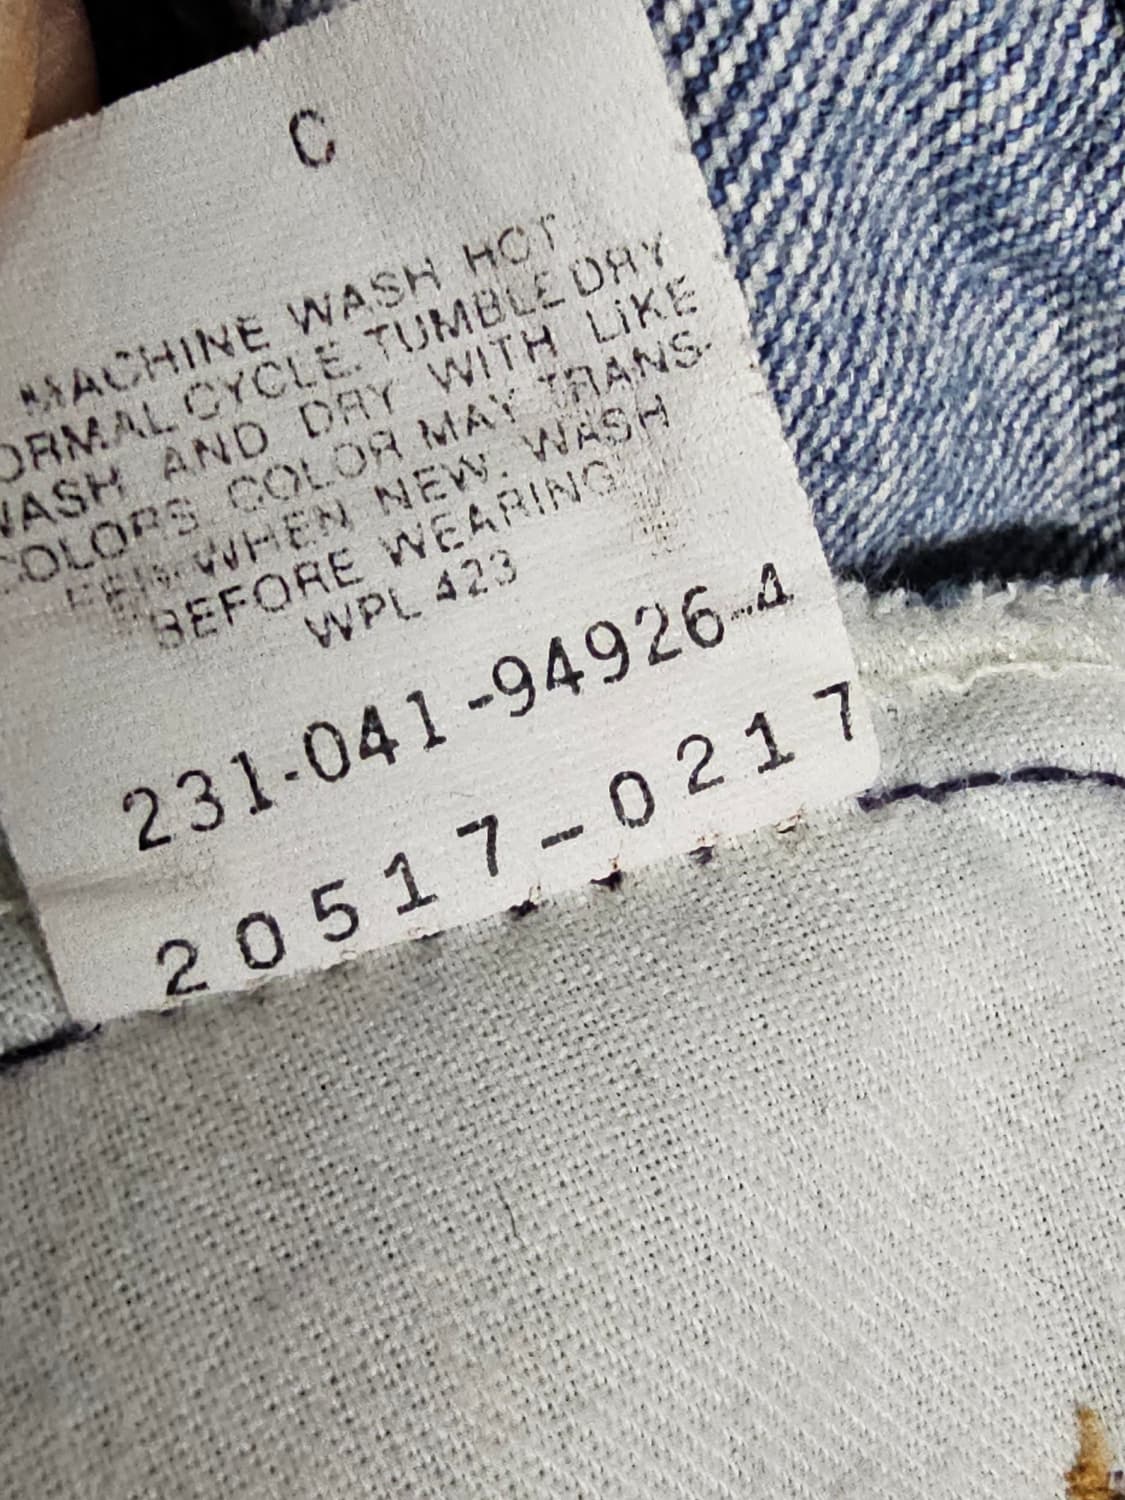 C
MACHINE WASH HOT
ORMAL CYCLE. TUMBLE DRY
WASH AND DRY WITH LIKE
COLORS. COLOR MAY TRANS-
FER WHEN NEW. WASH
BEFORE WEARING
WPL 423
231-041-94926-4
20517-0217